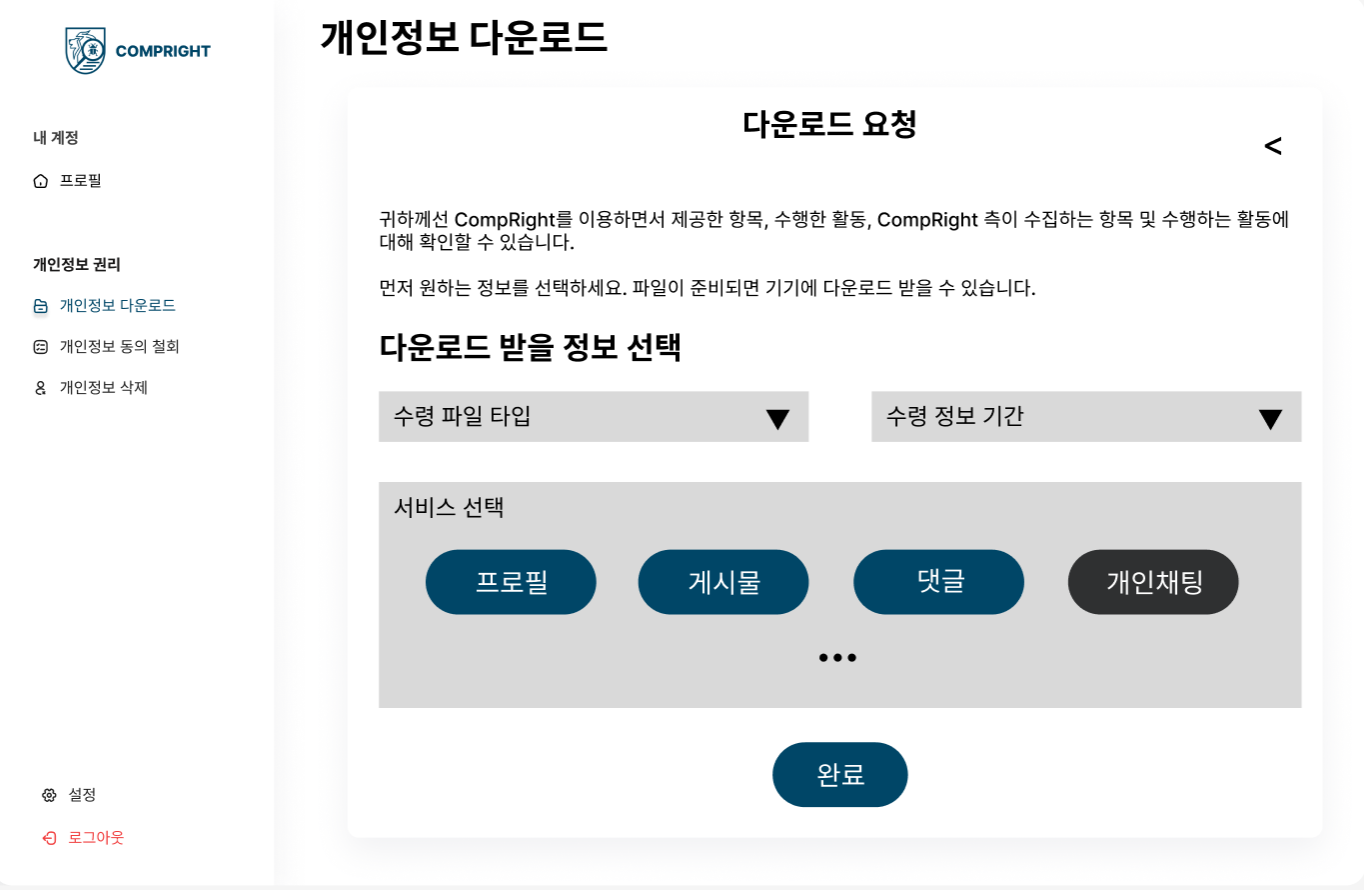 COMPRIGHT
내 계정
프로필
개인정보 권리
개인정보 다운로드
개인정보 동의 철회
개인정보 삭제
설정
로그아웃
개인정보 다운로드
다운로드 요청
<
귀하께선 CompRight를 이용하면서 제공한 항목, 수행한 활동, CompRight 측이 수집하는 항목 및 수행하는 활동에
대해 확인할 수 있습니다.
먼저 원하는 정보를 선택하세요. 파일이 준비되면 기기에 다운로드 받을 수 있습니다.
다운로드 받을 정보 선택
수령 파일 타입 ▼
수령 정보 기간 ▼
서비스 선택
프로필
게시물
댓글
개인채팅
•••
완료